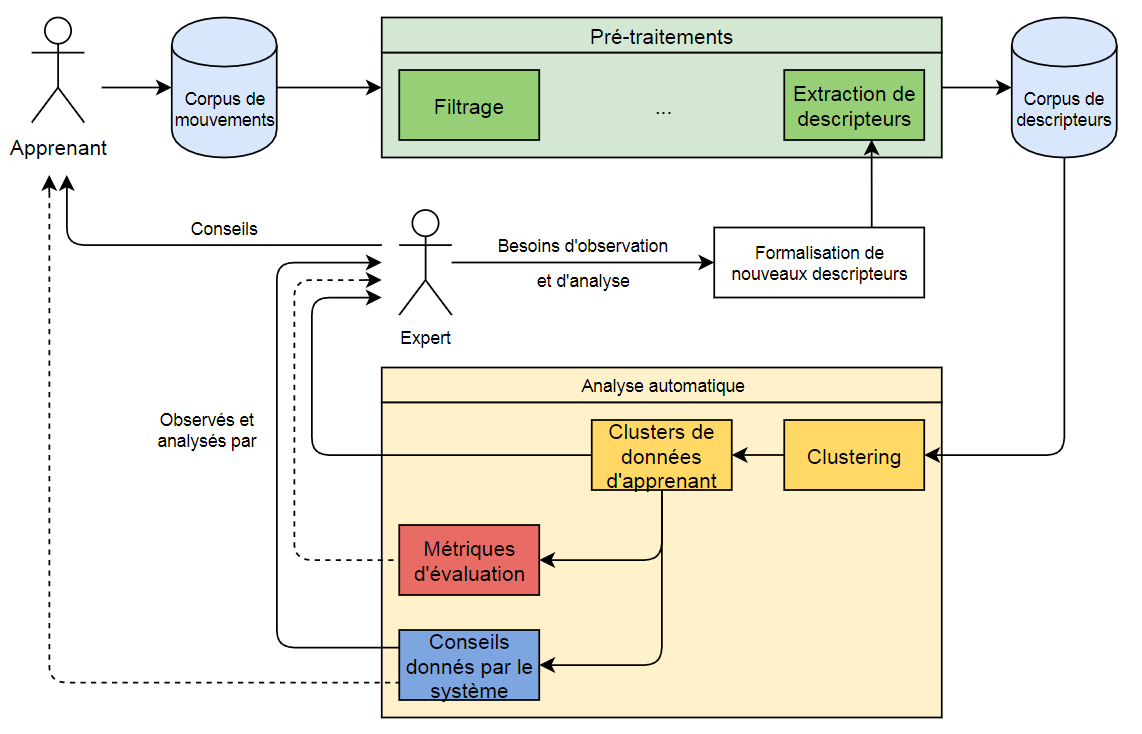 Pré-traitements
Filtrage
...
Extraction de
descripteurs
Corpus de
mouvements
Corpus de
descripteurs
Apprenant
Conseils
Besoins d'observation
et d'analyse
Formalisation de
nouveaux descripteurs
Expert
Analyse automatique
Observés et
analysés par
Clusters de
données
d'apprenant
Clustering
Métriques
d'évaluation
Conseils
donnés par le
système